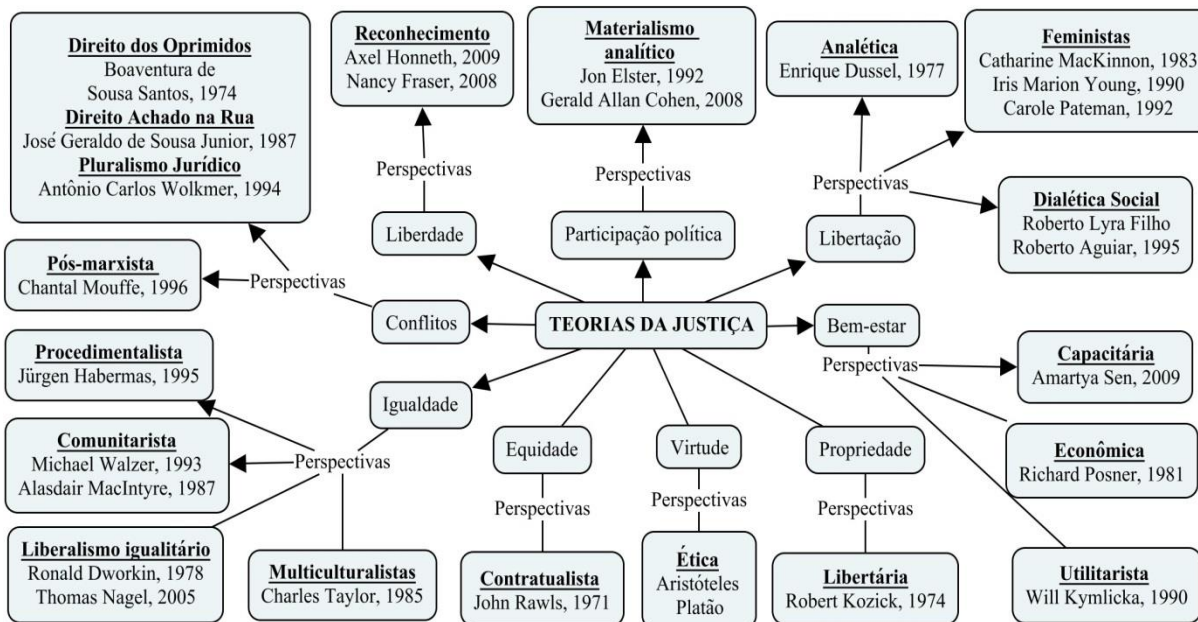 Direito dos Oprimidos
Boaventura de
Sousa Santos, 1974
Direito Achado na Rua
José Geraldo de Sousa Junior, 1987
Pluralismo Jurídico
Antônio Carlos Wolkmer, 1994
Reconhecimento
Axel Honneth, 2009
Nancy Fraser, 2008
Materialismo
analítico
Jon Elster, 1992
Gerald Allan Cohen, 2008
Analética
Enrique Dussel, 1977
Feministas
Catharine MacKinnon, 1983
Iris Marion Young, 1990
Carole Pateman, 1992
Perspectivas
Perspectivas
Perspectivas
Dialética Social
Roberto Lyra Filho
Roberto Aguiar, 1995
Liberdade
Participação política
Libertação
Pós-marxista
Chantal Mouffe, 1996
Perspectivas
Conflitos
TEORIAS DA JUSTIÇA
Bem-estar
Perspectivas
Capacitária
Amartya Sen, 2009
Procedimentalista
Jürgen Habermas, 1995
Igualdade
Comunitarista
Michael Walzer, 1993
Alasdair MacIntyre, 1987
Perspectivas
Equidade
Virtude
Propriedade
Econômica
Richard Posner, 1981
Perspectivas
Perspectivas
Perspectivas
Liberalismo igualitário
Ronald Dworkin, 1978
Thomas Nagel, 2005
Multiculturalistas
Charles Taylor, 1985
Contratualista
John Rawls, 1971
Ética
Aristóteles
Platão
Libertária
Robert Kozick, 1974
Utilitarista
Will Kymlicka, 1990